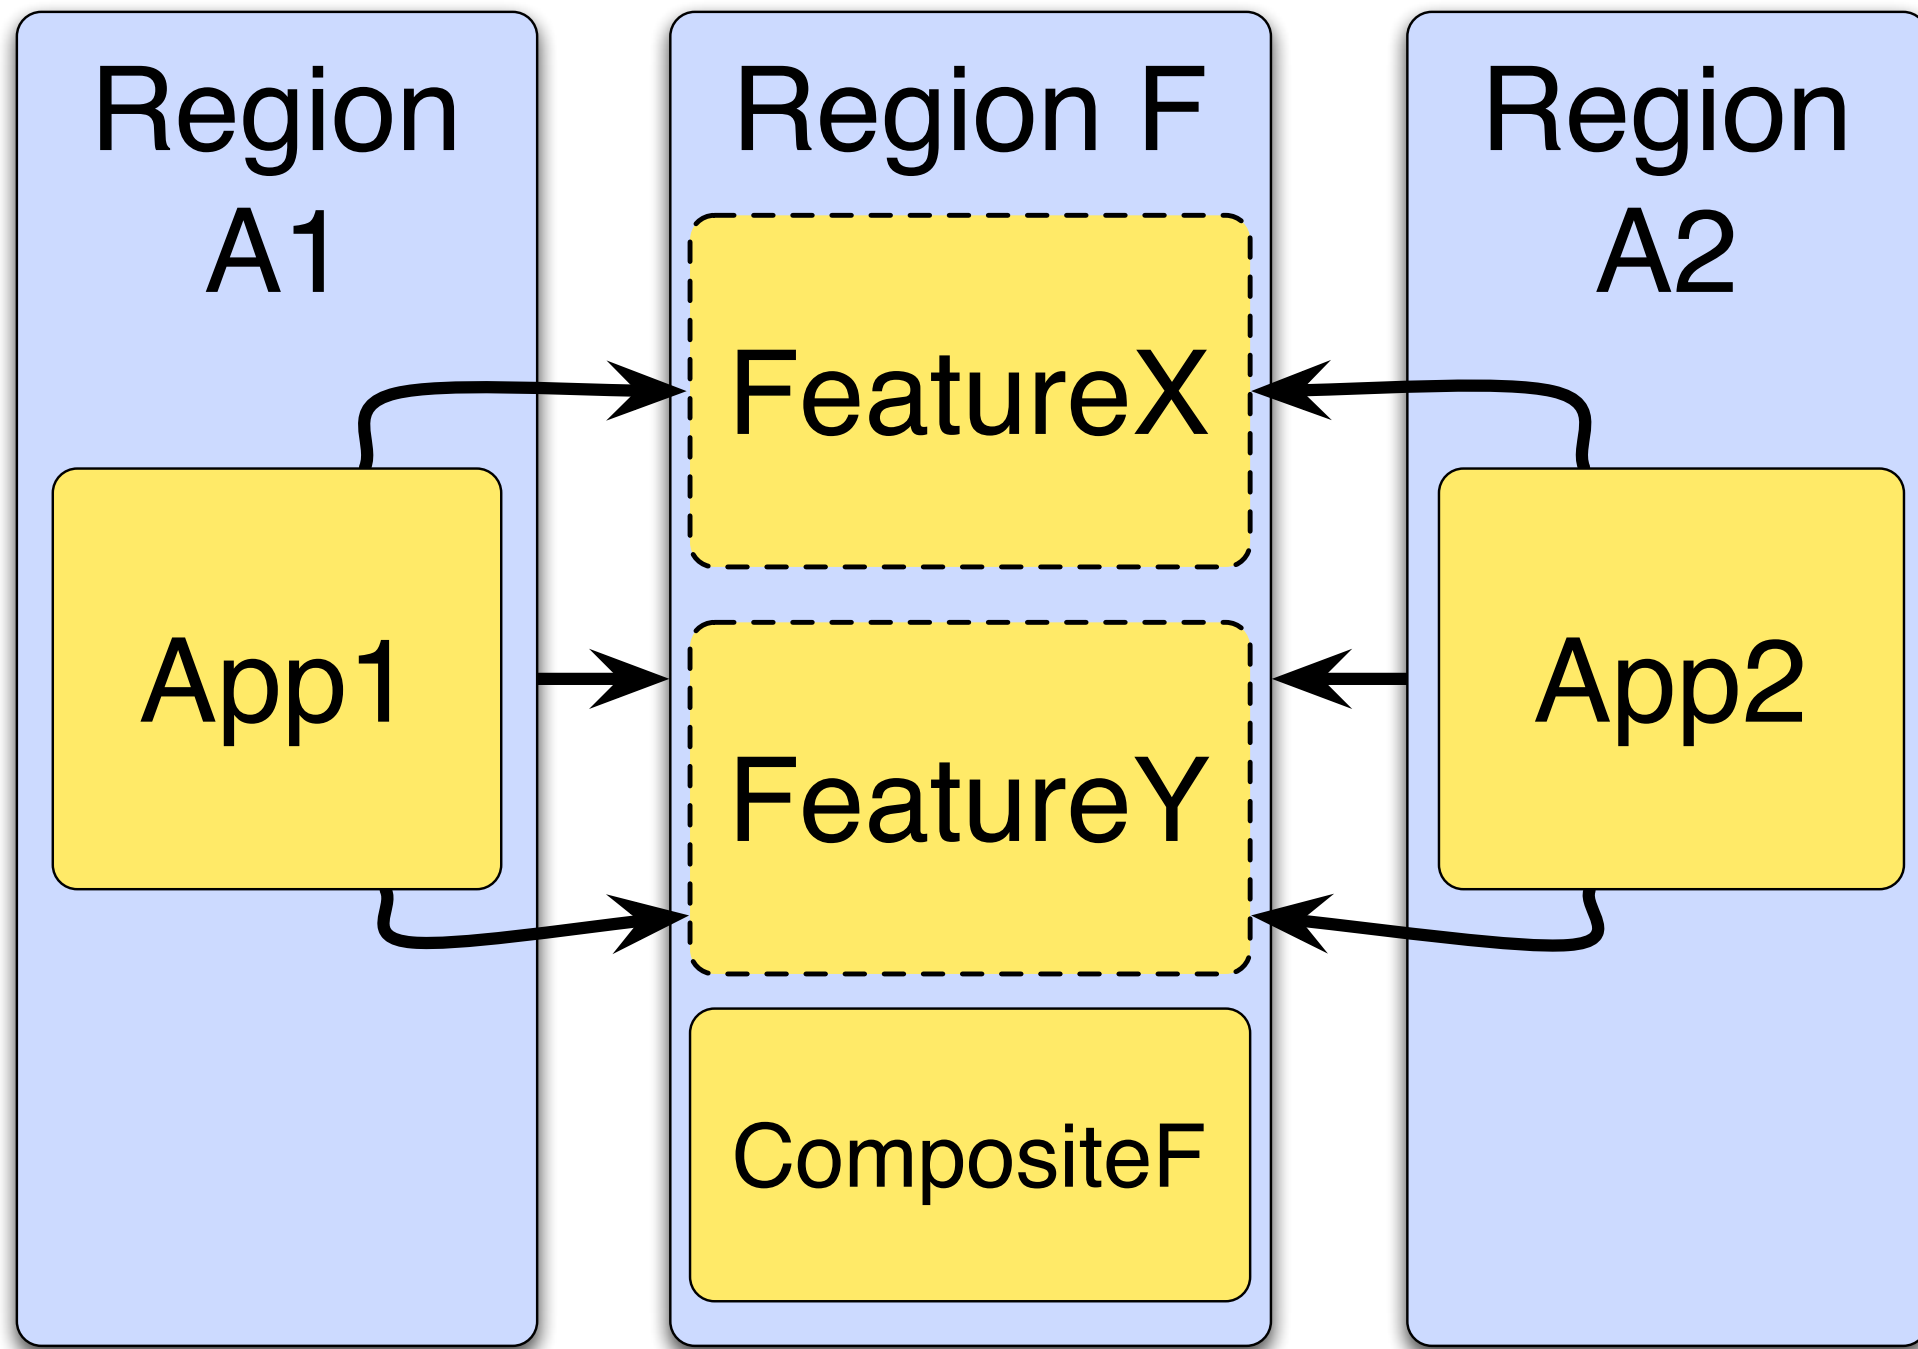 Region
A1
App1
Region F
FeatureX
FeatureY
CompositeF
Region
A2
App2